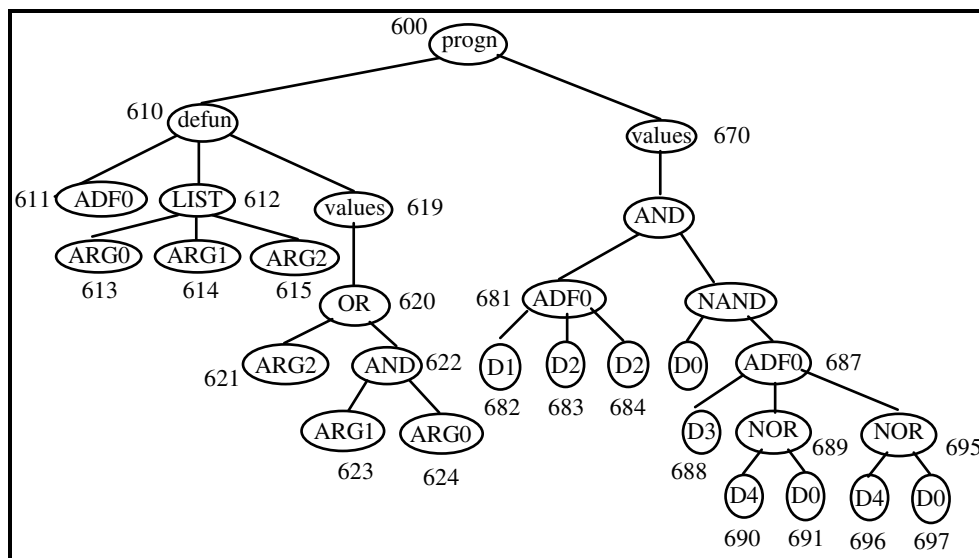 600 progn
610 defun
values 670
611 ADF0 LIST 612 values 619 AND
ARG0 ARG1 ARG2
613 614 615
OR 620 681 ADF0 NAND
621 ARG2 AND 622 D1 D2 D2 D0 ADF0 687
682 683 684
ARG1 ARG0 D3 NOR 689 NOR 695
623 624 688
D4 D0 D4 D0
690 691 696 697